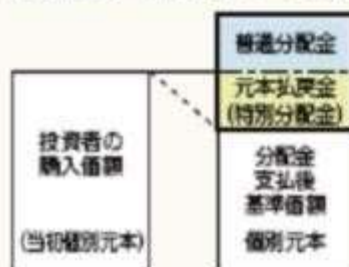 普通分配金
元本払戻金
(特別分配金)
投資者の
購入価額
(当初個別元本)
分配金
支払後
基準価額
個別元本